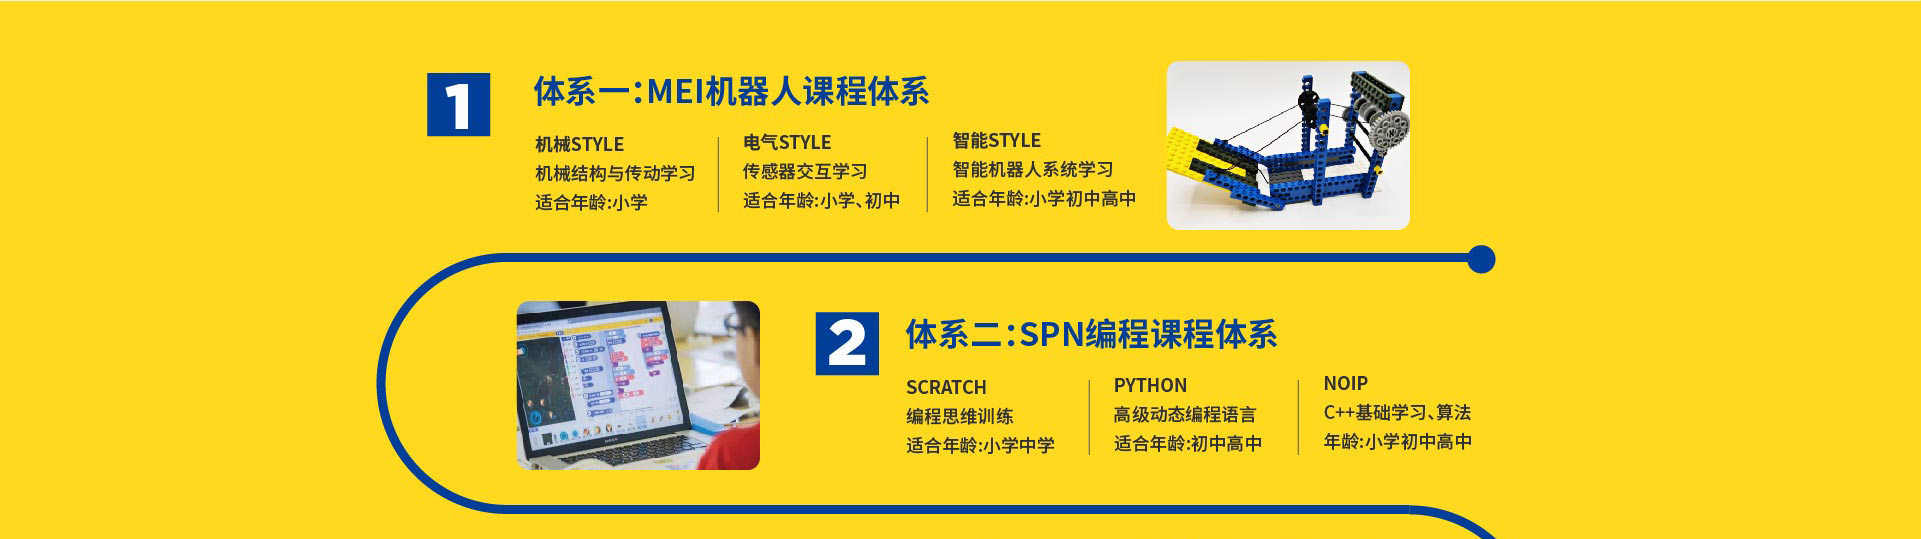 1
体系一：MEI机器人课程体系
机械STYLE
机械结构与传动学习
适合年龄:小学
电气STYLE
传感器交互学习
适合年龄:小学、初中
智能STYLE
智能机器人系统学习
适合年龄:小学初中高中
2
体系二：SPN编程课程体系
SCRATCH
编程思维训练
适合年龄:小学中学
PYTHON
高级动态编程语言
适合年龄:初中高中
NOIP
C++基础学习、算法
年龄:小学初中高中